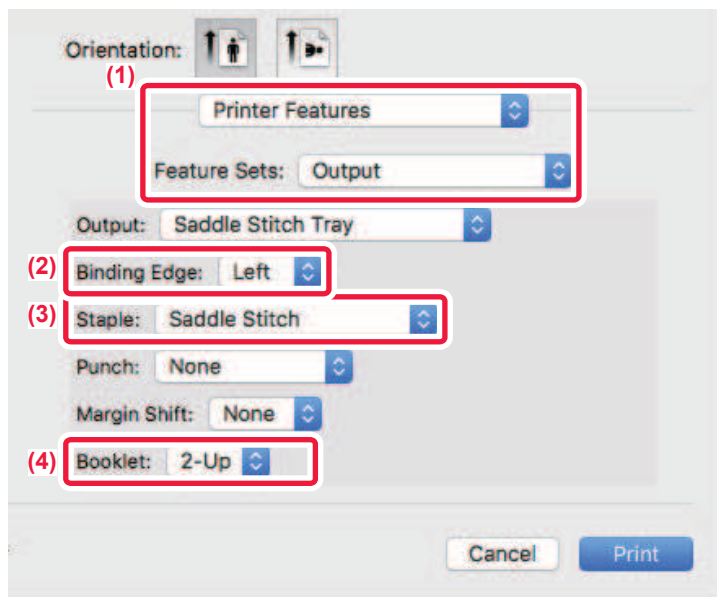 Orientation:
(1)
Printer Features
Feature Sets: Output
Output: Saddle Stitch Tray
(2) Binding Edge: Left
(3) Staple: Saddle Stitch
Punch: None
Margin Shift: None
(4) Booklet: 2-Up
Cancel Print